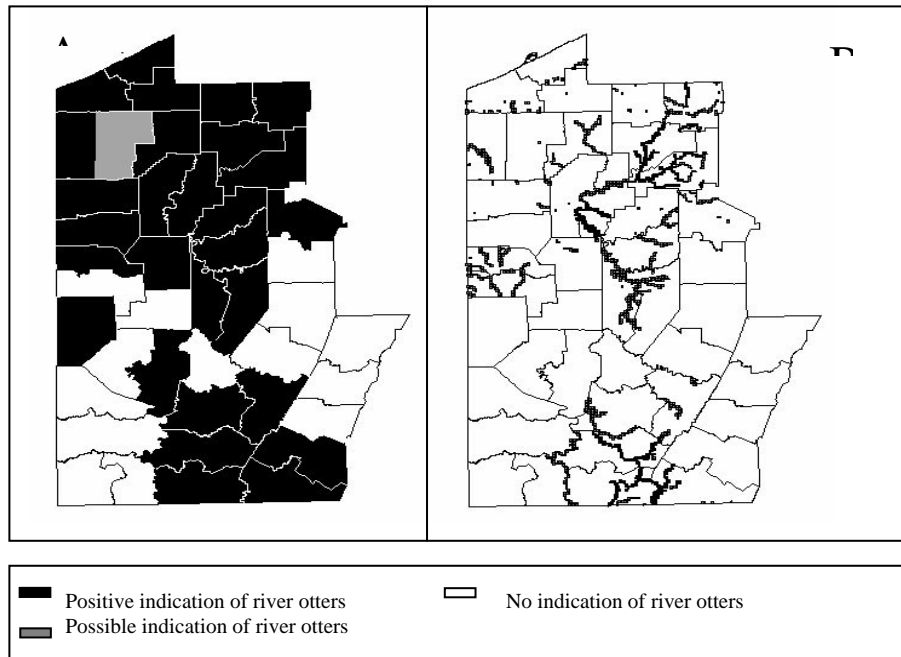 Positive indication of river otters
No indication of river otters
Possible indication of river otters